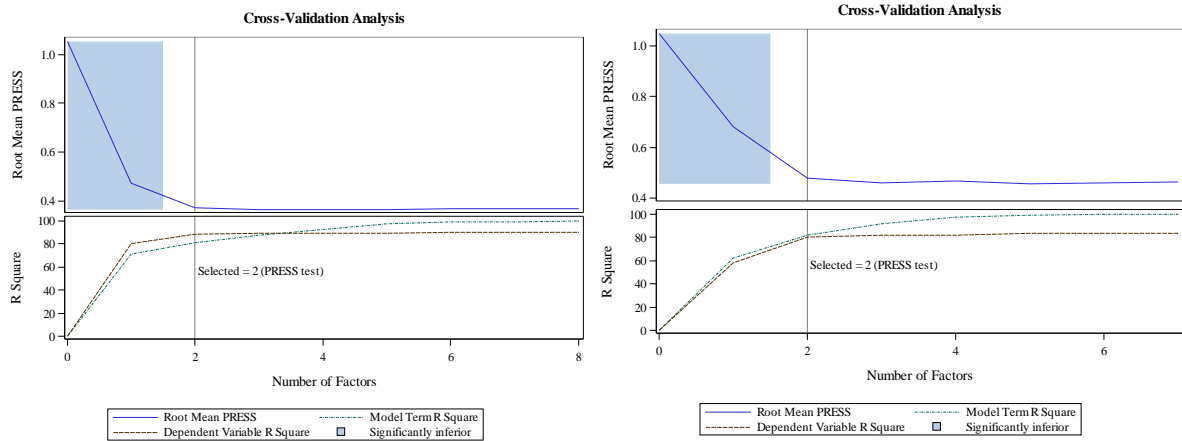 Cross-Validation Analysis
Root Mean PRESS
1.0
0.8
0.6
0.4
R Square
100
80
60
40
20
0
Selected = 2 (PRESS test)
0 2 4 6 8
Number of Factors
Root Mean PRESS Model Term R Square
Dependent Variable R Square Significantly inferior
Cross-Validation Analysis
Root Mean PRESS
1.0
0.8
0.6
0.4
R Square
100
80
60
40
20
0
Selected = 2 (PRESS test)
0 2 4 6
Number of Factors
Root Mean PRESS Model Term R Square
Dependent Variable R Square Significantly inferior